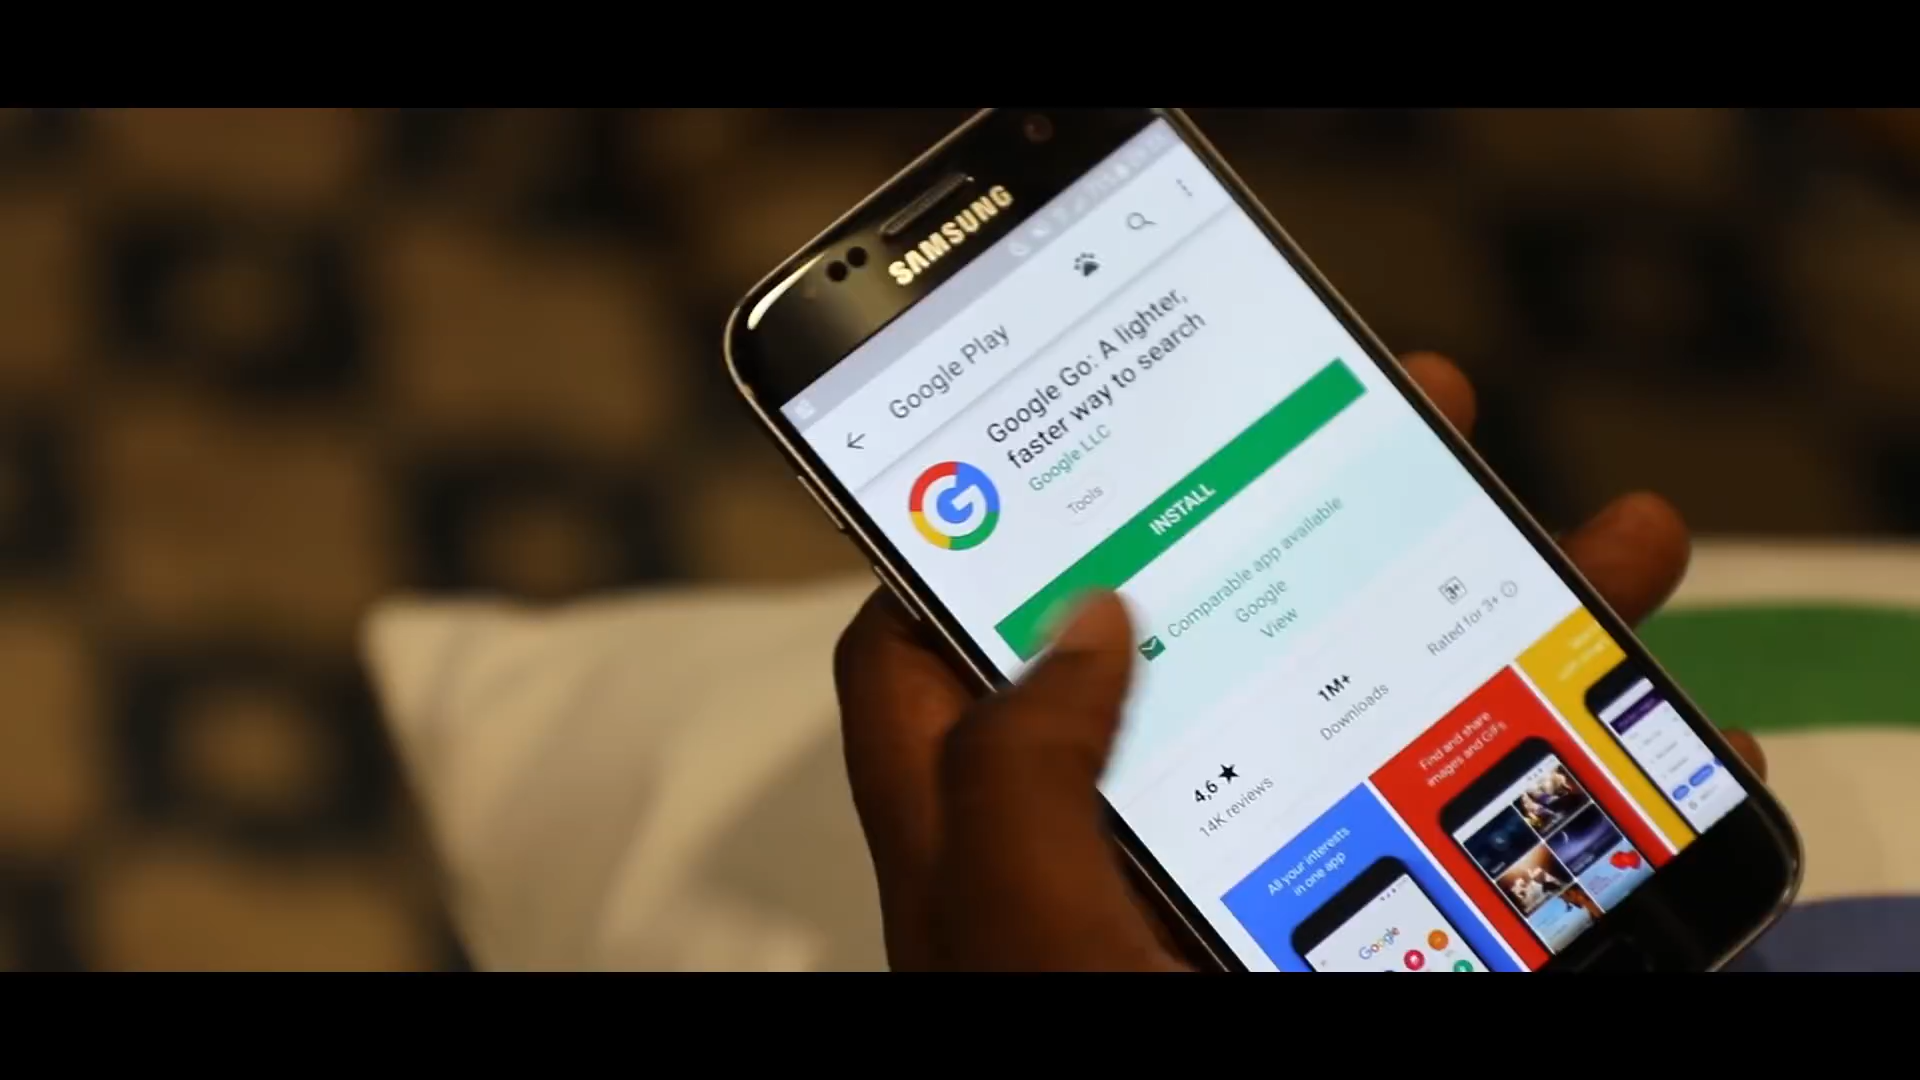 SAMSUNG
Google Play
Google Go: A lighter,
faster way to search
Google LLC
Tools
INSTALL
Comparable app available
Google
View
4,6 ★
14K reviews
1M+
Downloads
3+
Rated for 3+
All your interests
in one app
Find and share
images and GIFs
Google